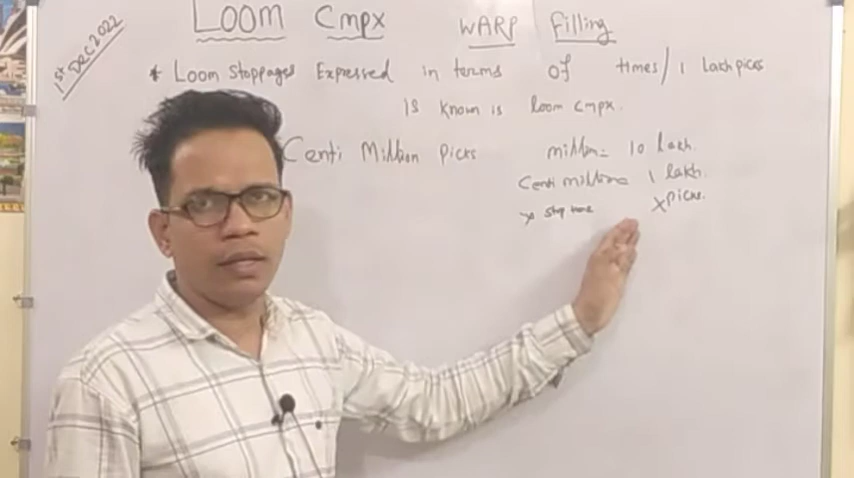 1st DEC 2022
LOOM CMPX WARP Filling
* Loom Stoppages Expressed in terms OF times/1 Lakh picks
IS Known is loom cmpx.
Centi Million Picks million = 10 lakh.
Centi million = 1 lakh.
stop time picks.